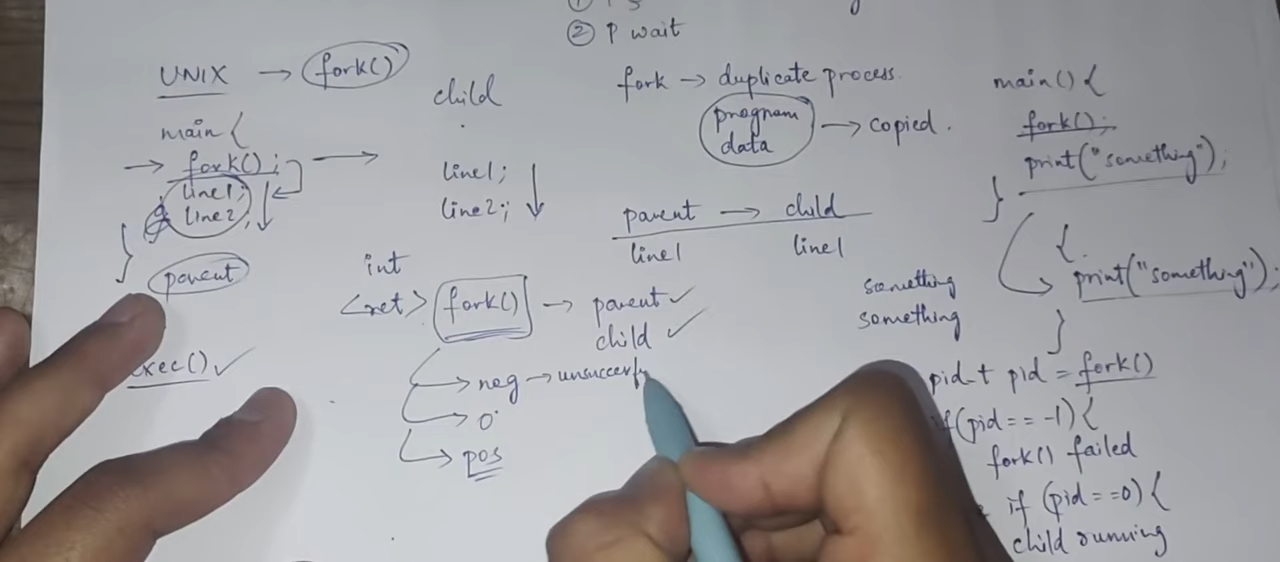 ② P wait
UNIX → fork()
main {
→ fork(); →
line1;
line2;
}
parent
exec() ✓
child
line1;
line2;
int
<ret> fork() → parent ✓
child ✓
→ neg → unsuccessf
→ 0
→ pos
fork → duplicate process.
program
data → copied.
parent → child
line1 line1
something
something
main() {
fork();
print("something");
}
{
print("something");
}
pid_t pid = fork()
if(pid == -1) {
fork() failed
if (pid == 0) {
child running